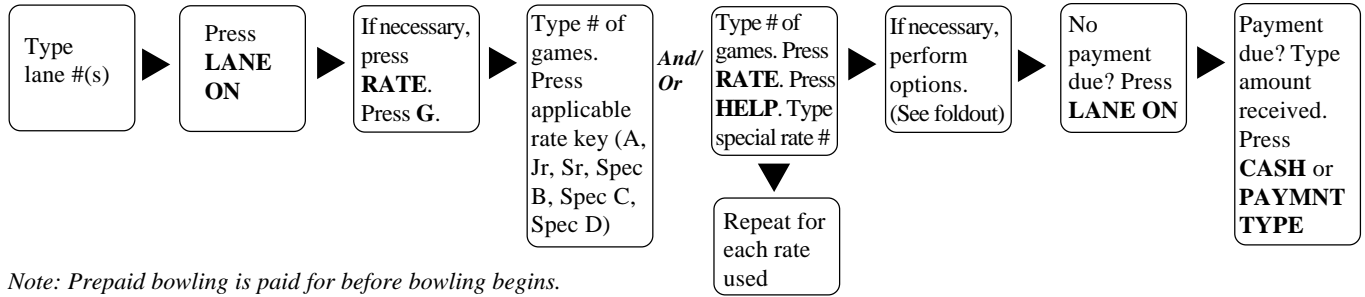 Type
lane #(s)
Press
LANE
ON
If necessary,
press
RATE.
Press G.
Type # of
games.
Press
applicable
rate key (A,
Jr, Sr, Spec
B, Spec C,
Spec D)
And/
Or
Type # of
games. Press
RATE. Press
HELP. Type
special rate #
Repeat for
each rate
used
If necessary,
perform
options.
(See foldout)
No
payment
due? Press
LANE ON
Payment
due? Type
amount
received.
Press
CASH or
PAYMNT
TYPE
Note: Prepaid bowling is paid for before bowling begins.